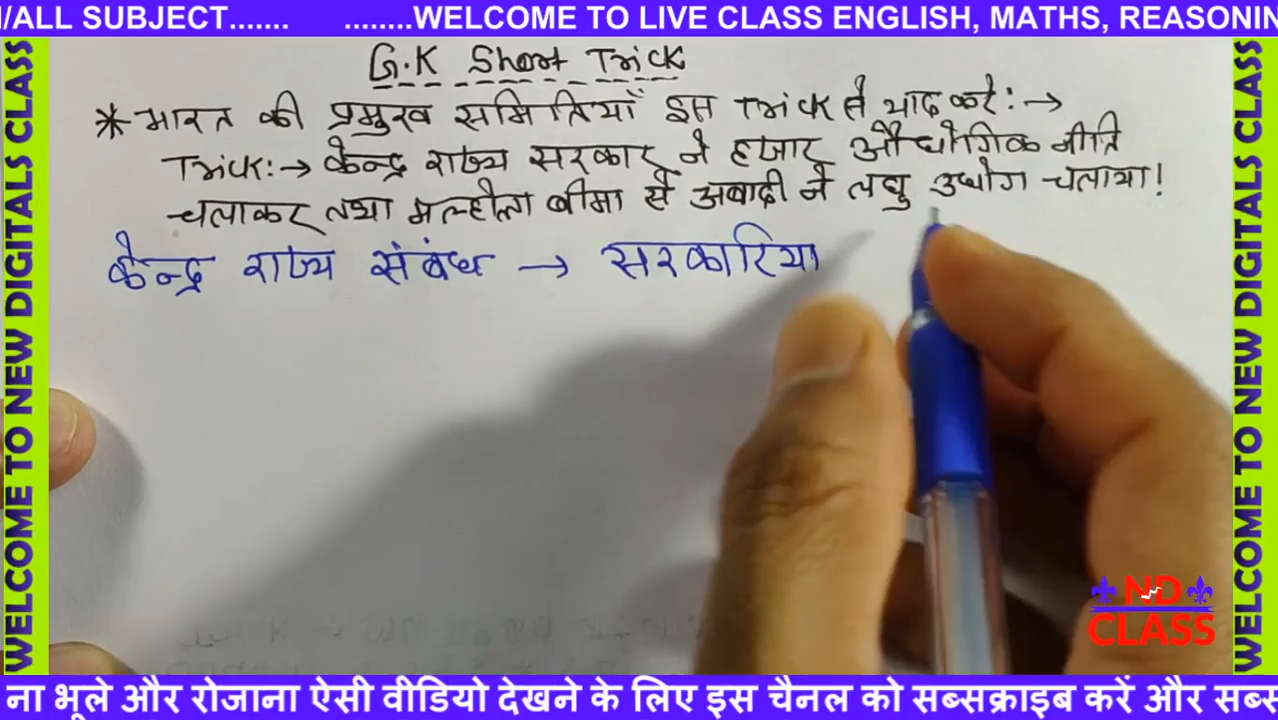 /ALL SUBJECT....... ........WELCOME TO LIVE CLASS ENGLISH, MATHS, REASONIN
WELCOME TO NEW DIGITALS CLASS
G.K Short Trick
* भारत की प्रमुख समितियाँ इस Trick से याद करे :→
Trick:→ केन्द्र राज्य सरकार ने हजार औधोगिक नीति
चलाकर तथा मल्होत्रा बीमा से अबादी ने लघु उधोग चलाया!
केन्द्र राज्य संबंध → सरकारिया
WELCOME TO NEW DIGITALS CLASS
ND
CLASS
ना भूले और रोजाना ऐसी वीडियो देखने के लिए इस चैनल को सब्सक्राइब करें और सब्स